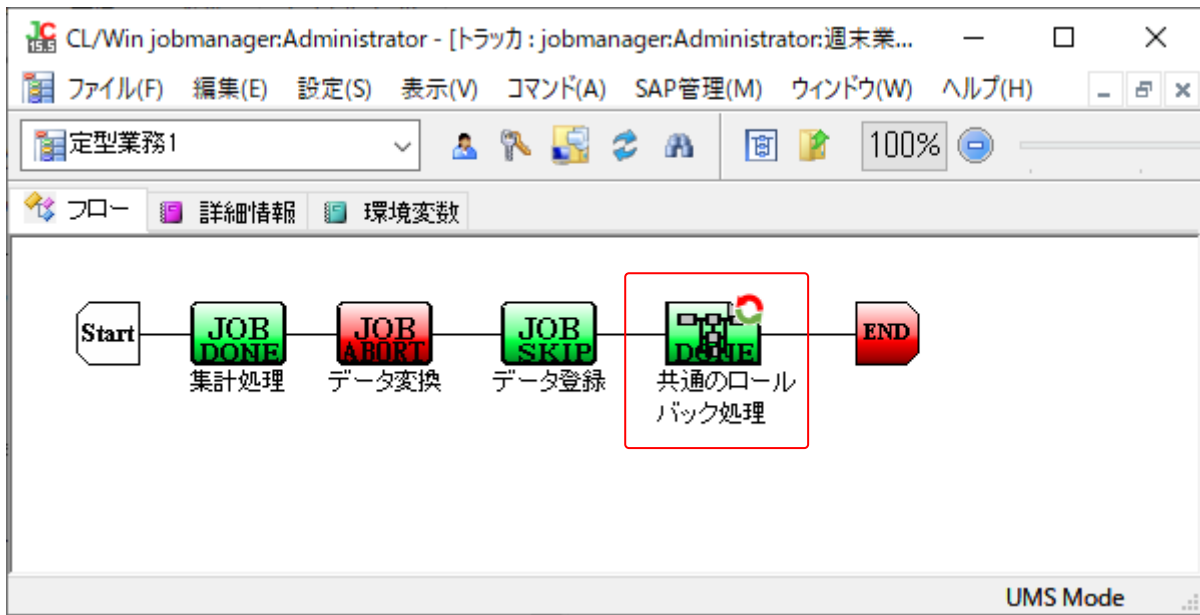 JC
15.5
CL/Win jobmanager:Administrator - [トラッカ : jobmanager:Administrator:週末業...
ファイル(F) 編集(E) 設定(S) 表示(V) コマンド(A) SAP管理(M) ウィンドウ(W) ヘルプ(H)
定型業務1
100%
フロー 詳細情報 環境変数
Start
JOB
DONE
集計処理
JOB
ABORT
データ変換
JOB
SKIP
データ登録
DONE
共通のロール
バック処理
END
UMS Mode